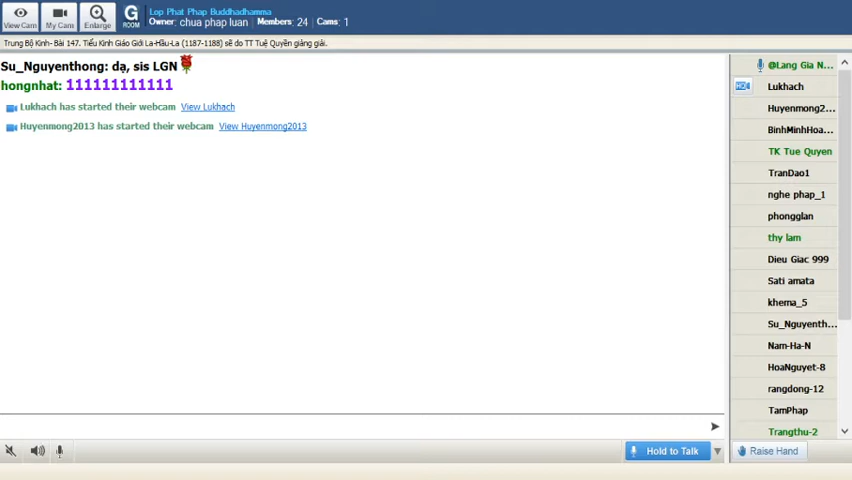 View Cam
My Cam
Enlarge
G
ROOM
Lop Phat Phap Buddhadhamma
Owner: chua phap luan Members: 24 Cams: 1
Trung Bộ Kinh- Bài 147. Tiểu Kinh Giáo Giới La-Hầu-La (1187-1188) sẽ do TT Tuệ Quyền giảng giải.
Su_Nguyenthong: dạ, sis LGN
hongnhat: 111111111111
Lukhach has started their webcam View Lukhach
Huyenmong2013 has started their webcam View Huyenmong2013
@Lang Gia N...
Lukhach
Huyenmong2...
BinhMinhHoa...
TK Tue Quyen
TranDao1
nghe phap_1
phongglan
thy lam
Dieu Giac 999
Sati amata
khema_5
Su_Nguyenth...
Nam-Ha-N
HoaNguyet-8
rangdong-12
TamPhap
Trangthu-2
Hold to Talk
Raise Hand